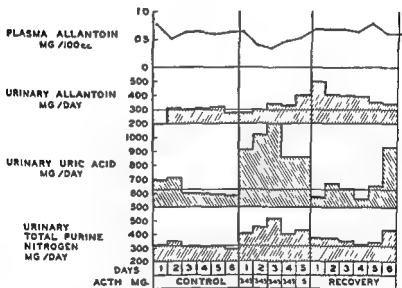 PLASMA ALLANTOIN
MG /100cc
1.0
0.5
0
URINARY ALLANTOIN
MG /DAY
500
400
300
200
URINARY URIC ACID
MG /DAY
1100
1000
900
800
700
600
500
URINARY
TOTAL PURINE
NITROGEN
MG /DAY
600
500
400
300
200
DAYS 1 2 3 4 5 6 1 2 3 4 5 1 2 3 4 5 6
ACTH MG. CONTROL RECOVERY